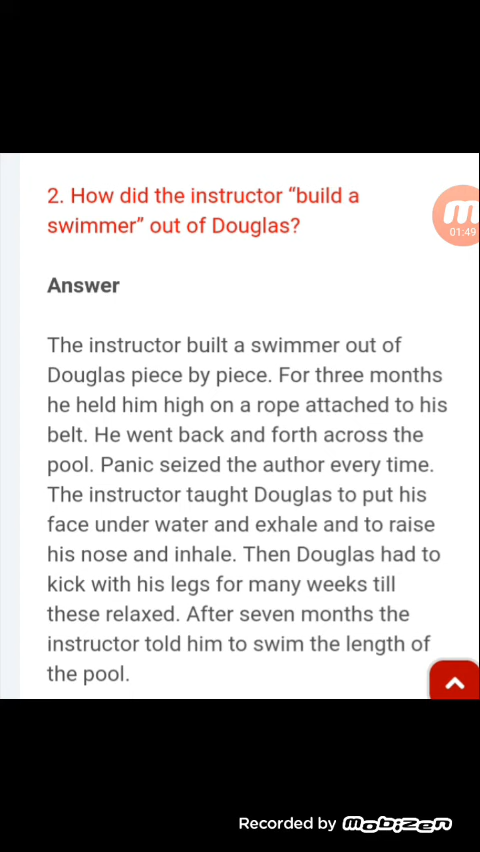 2. How did the instructor “build a
swimmer” out of Douglas?
01:49
Answer
The instructor built a swimmer out of
Douglas piece by piece. For three months
he held him high on a rope attached to his
belt. He went back and forth across the
pool. Panic seized the author every time.
The instructor taught Douglas to put his
face under water and exhale and to raise
his nose and inhale. Then Douglas had to
kick with his legs for many weeks till
these relaxed. After seven months the
instructor told him to swim the length of
the pool.
Recorded by mobizen